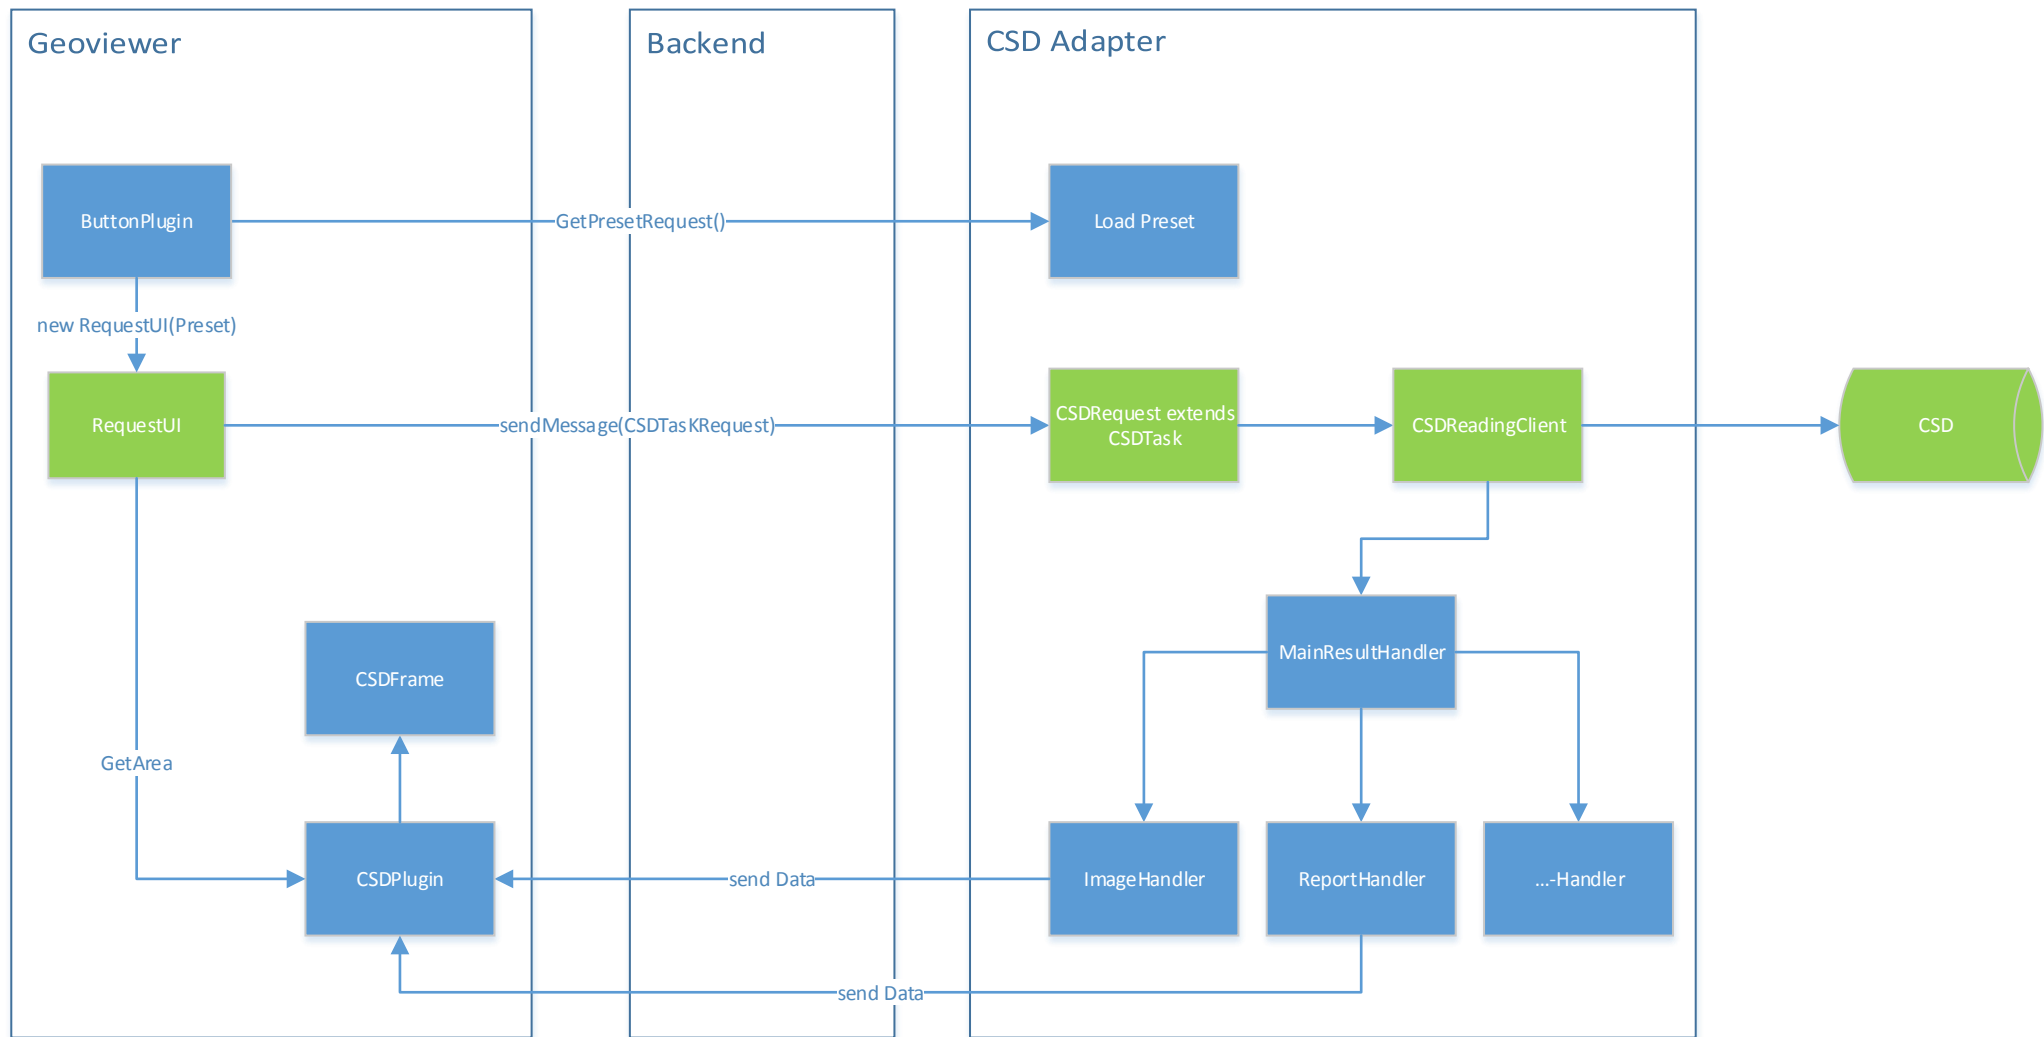 Geoviewer
Backend
CSD Adapter
ButtonPlugin
GetPresetRequest()
Load Preset
new RequestUI(Preset)
RequestUI
sendMessage(CSDTasKRequest)
CSDRequest extends
CSDTask
CSDReadingClient
CSD
CSDFrame
MainResultHandler
GetArea
CSDPlugin
send Data
ImageHandler
ReportHandler
...-Handler
send Data